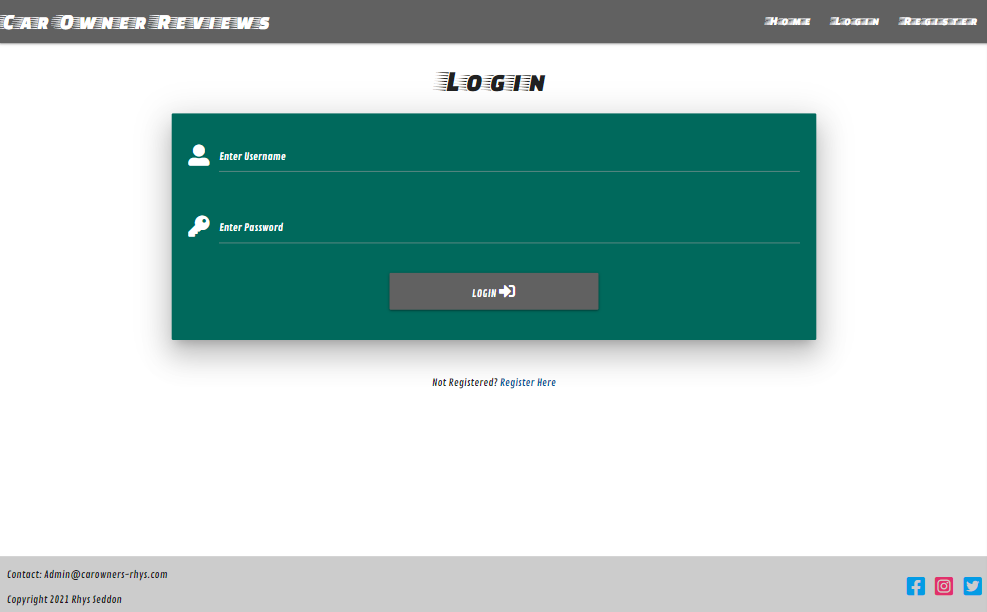 Car Owner Reviews
Home Login Register
Login
Enter Username
Enter Password
LOGIN
Not Registered? Register Here
Contact: Admin@carowners-rhys.com
Copyright 2021 Rhys Seddon